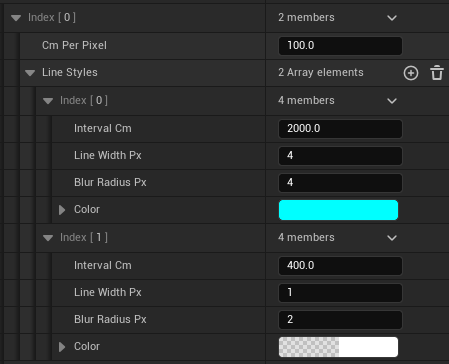 Index [ 0 ] 2 members
Cm Per Pixel 100.0
Line Styles 2 Array elements
Index [ 0 ] 4 members
Interval Cm 2000.0
Line Width Px 4
Blur Radius Px 4
Color
Index [ 1 ] 4 members
Interval Cm 400.0
Line Width Px 1
Blur Radius Px 2
Color